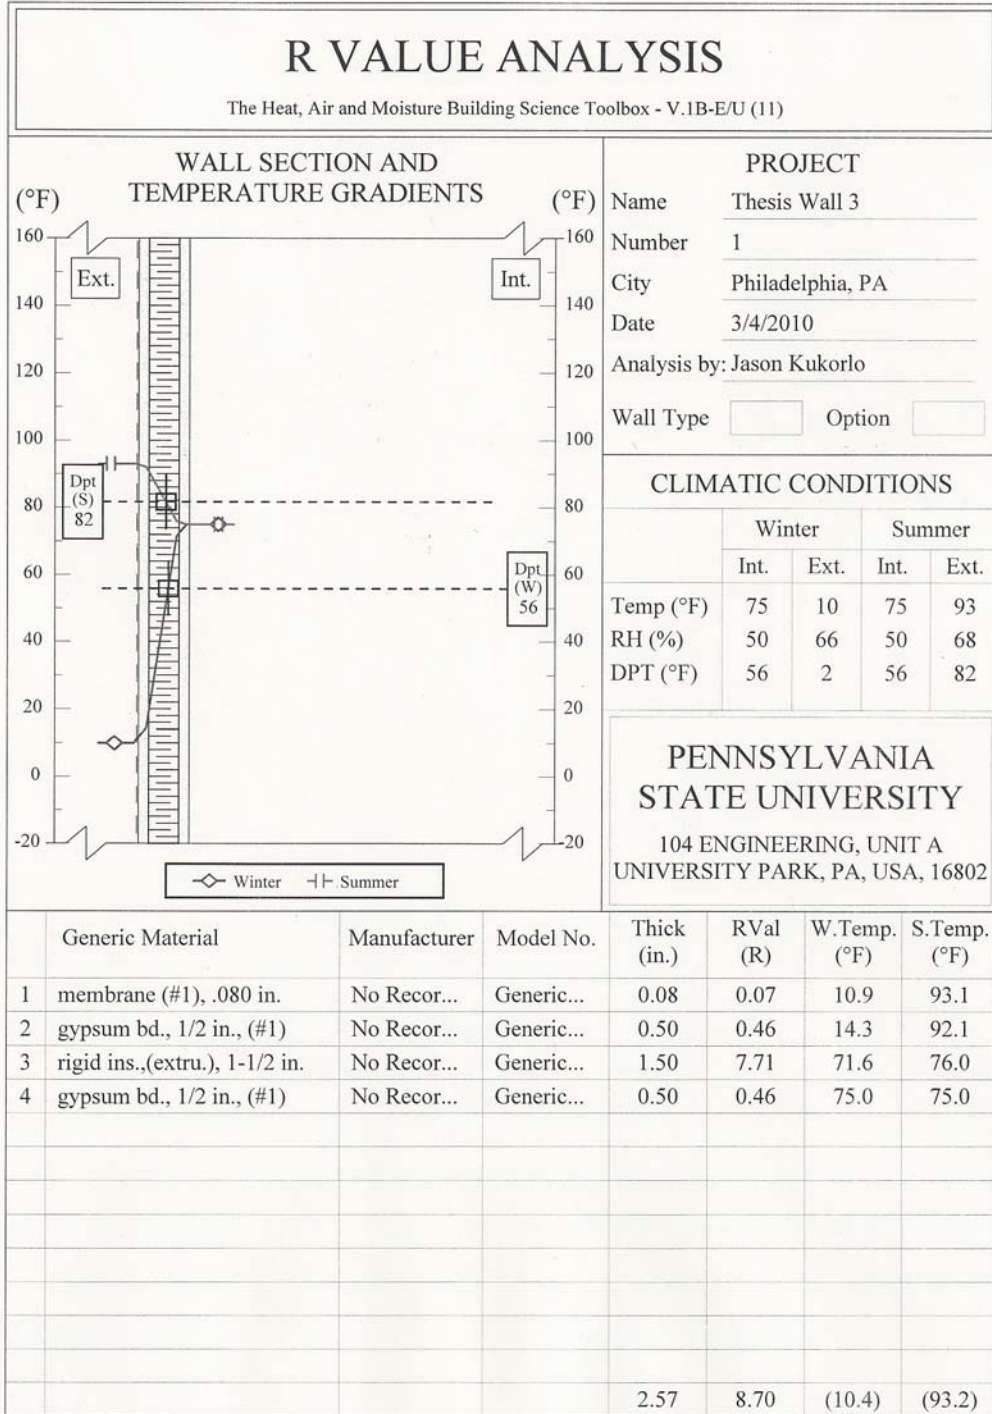 R VALUE ANALYSIS
The Heat, Air and Moisture Building Science Toolbox - V.1B-E/U (11)
WALL SECTION AND
TEMPERATURE GRADIENTS
(°F)
(°F)
160
140
120
100
80
60
40
20
0
-20
Ext.
Int.
Dpt
(S)
82
Dpt
(W)
56
160
140
120
100
80
60
40
20
0
-20
Winter Summer
PROJECT
Name Thesis Wall 3
Number 1
City Philadelphia, PA
Date 3/4/2010
Analysis by: Jason Kukorlo
Wall Type Option
CLIMATIC CONDITIONS
Winter Summer
Int. Ext. Int. Ext.
Temp (°F) 75 10 75 93
RH (%) 50 66 50 68
DPT (°F) 56 2 56 82
PENNSYLVANIA
STATE UNIVERSITY
104 ENGINEERING, UNIT A
UNIVERSITY PARK, PA, USA, 16802
Generic Material Manufacturer Model No. Thick (in.) RVal (R) W.Temp. (°F) S.Temp. (°F)
1 membrane (#1), .080 in. No Recor... Generic... 0.08 0.07 10.9 93.1
2 gypsum bd., 1/2 in., (#1) No Recor... Generic... 0.50 0.46 14.3 92.1
3 rigid ins.,(extru.), 1-1/2 in. No Recor... Generic... 1.50 7.71 71.6 76.0
4 gypsum bd., 1/2 in., (#1) No Recor... Generic... 0.50 0.46 75.0 75.0
2.57 8.70 (10.4) (93.2)